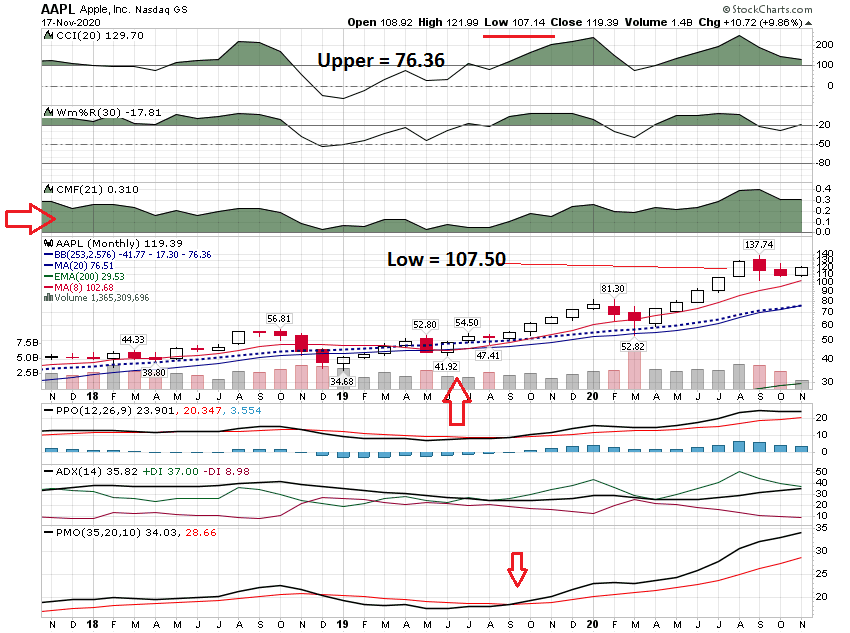 AAPL Apple, Inc. Nasdaq GS © StockCharts.com
17-Nov-2020 Open 108.92 High 121.99 Low 107.14 Close 119.39 Volume 1.4B Chg +10.72 (+9.86%)
CCI(20) 129.70
Upper = 76.36
200
100
0
Wm%R(30) -17.81
-20
-50
-80
CMF(21) 0.310
0.4
0.3
0.2
0.1
0.0
AAPL (Monthly) 119.39
BB(253,2.576) -41.77 - 17.30 - 76.36
MA(20) 76.51
EMA(200) 29.53
MA(8) 102.68
Volume 1,365,309,696
Low = 107.50
137.74
81.30
56.81
52.80
54.50
44.33
47.41
52.82
38.80
41.92
34.68
7.5B
5.0B
2.5B
140
100
90
80
70
60
50
40
30
N D 18 F M A M J J A S O N D 19 F M A M J J A S O N D 20 F M A M J J A S O N
PPO(12,26,9) 23.901, 20.347, 3.554
20
10
0
ADX(14) 35.82 +DI 37.00 -DI 8.98
50
40
30
20
10
PMO(35,20,10) 34.03, 28.66
35
30
25
20
N D 18 F M A M J J A S O N D 19 F M A M J J A S O N D 20 F M A M J J A S O N